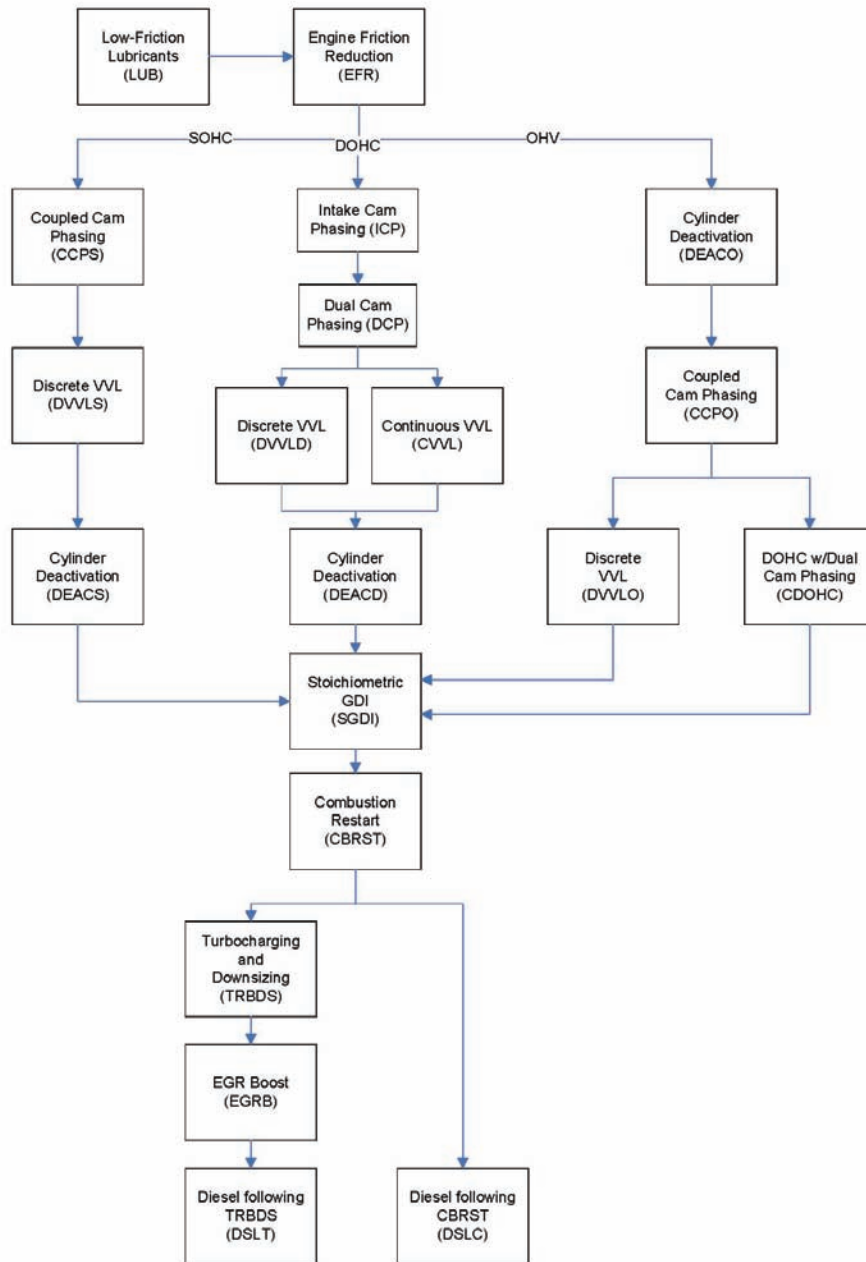 Low-Friction
Lubricants
(LUB)
Engine Friction
Reduction
(EFR)
SOHC
DOHC
OHV
Coupled Cam
Phasing
(CCPS)
Intake Cam
Phasing (ICP)
Cylinder
Deactivation
(DEACO)
Dual Cam
Phasing (DCP)
Discrete VVL
(DVVLS)
Discrete VVL
(DVVLD)
Continuous VVL
(CVVL)
Coupled
Cam Phasing
(CCPO)
Cylinder
Deactivation
(DEACS)
Cylinder
Deactivation
(DEACD)
Discrete
VVL
(DVVLO)
DOHC w/Dual
Cam Phasing
(CDOHC)
Stoichiometric
GDI
(SGDI)
Combustion
Restart
(CBRST)
Turbocharging
and
Downsizing
(TRBDS)
EGR Boost
(EGRB)
Diesel following
TRBDS
(DSLT)
Diesel following
CBRST
(DSLC)